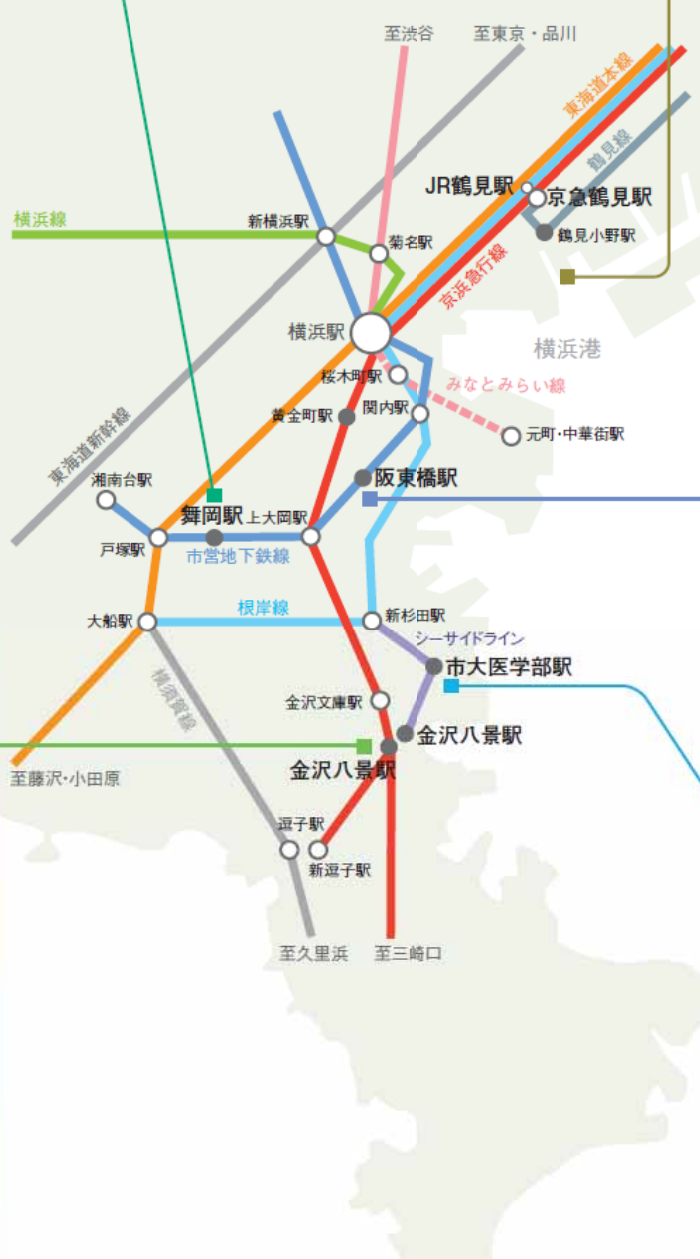 至渋谷
至東京・品川
東海道本線
鶴見線
JR鶴見駅
京急鶴見駅
横浜線
新横浜駅
菊名駅
鶴見小野駅
京浜急行線
横浜駅
横浜港
桜木町駅
みなとみらい線
黄金町駅
関内駅
元町・中華街駅
東海道新幹線
湘南台駅
阪東橋駅
舞岡駅
上大岡駅
戸塚駅
市営地下鉄線
根岸線
大船駅
新杉田駅
シーサイドライン
市大医学部駅
横須賀線
金沢文庫駅
金沢八景駅
金沢八景駅
至藤沢・小田原
逗子駅
新逗子駅
至久里浜
至三崎口